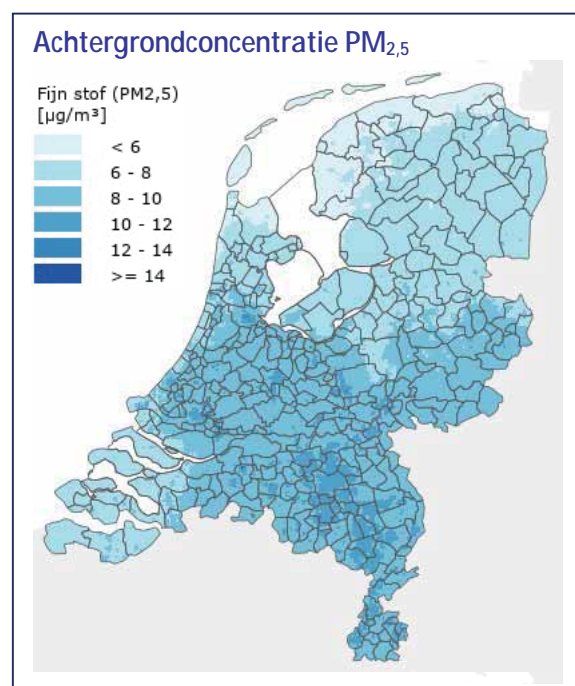 Achtergrondconcentratie PM2,5
Fijn stof (PM2,5)
[µg/m³]
< 6
6 - 8
8 - 10
10 - 12
12 - 14
>= 14